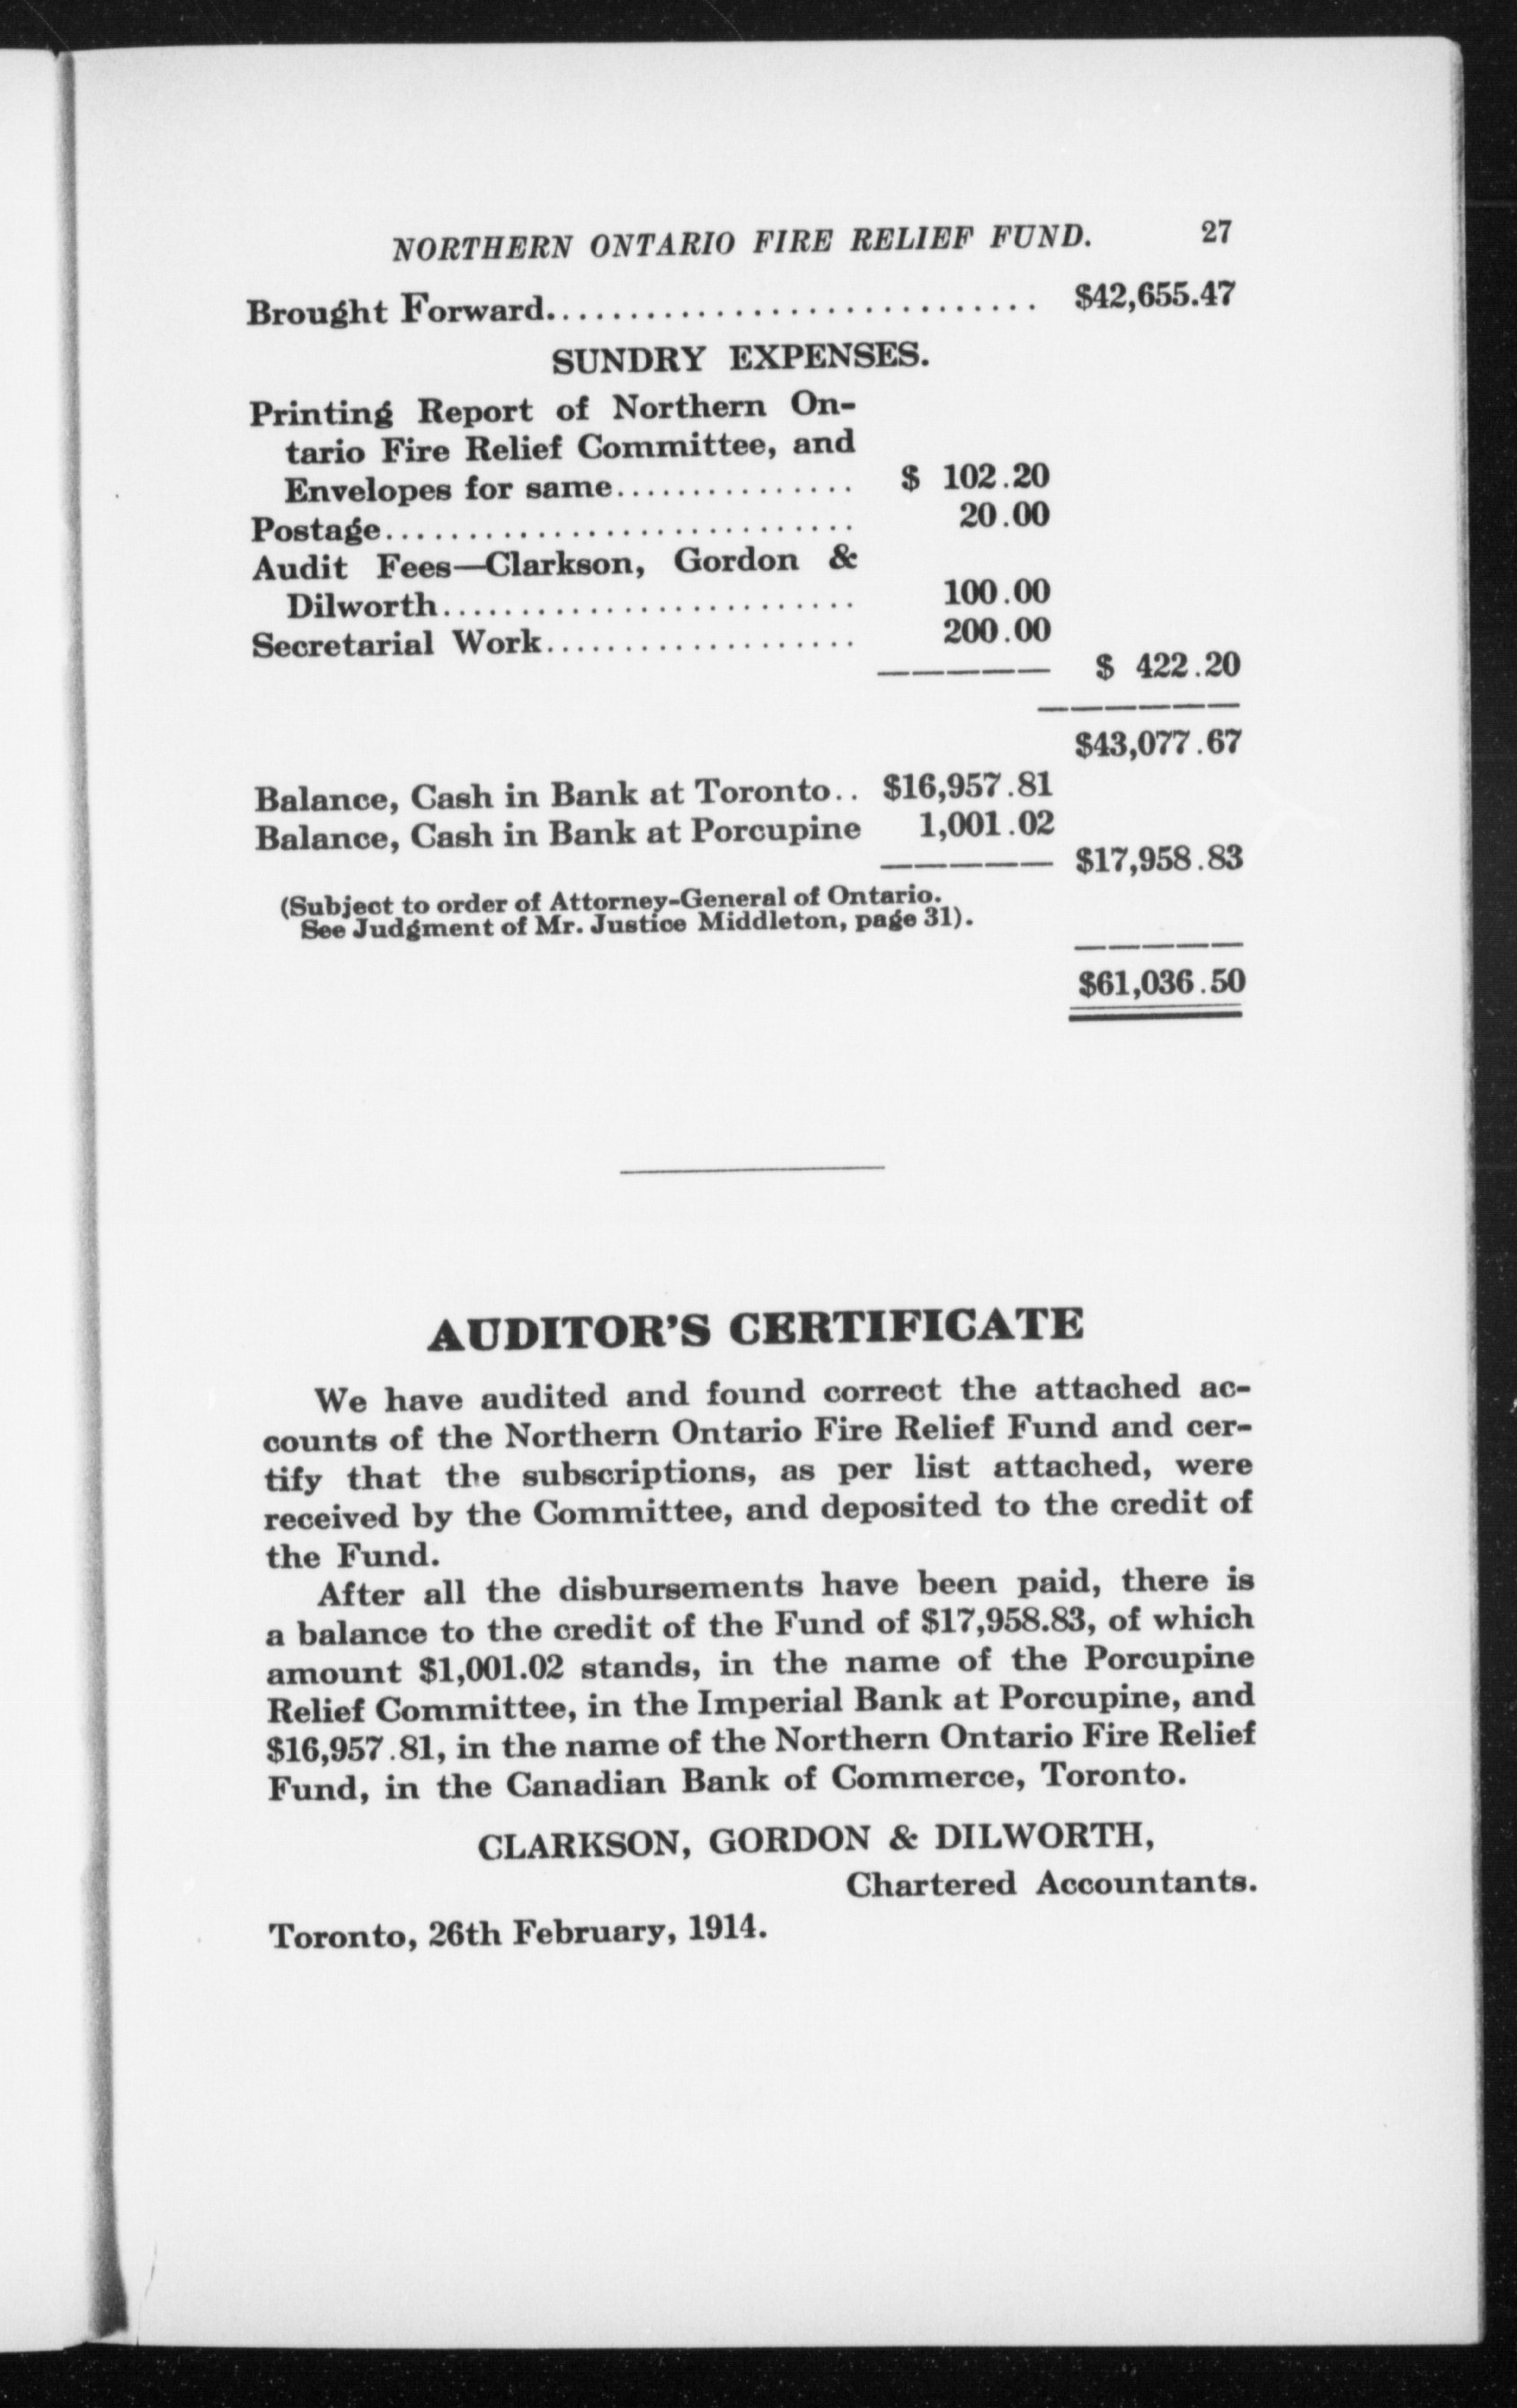 NORTHERN ONTARIO FIRE RELIEF FUND. 27
Brought Forward............................ $42,655.47
SUNDRY EXPENSES.
Printing Report of Northern On-
tario Fire Relief Committee, and
Envelopes for same............... $ 102.20
Postage............................. 20.00
Audit Fees—Clarkson, Gordon &
Dilworth.......................... 100.00
Secretarial Work................... 200.00
————— $ 422.20
——————
$43,077.67
Balance, Cash in Bank at Toronto.. $16,957.81
Balance, Cash in Bank at Porcupine 1,001.02
————— $17,958.83
(Subject to order of Attorney-General of Ontario.
See Judgment of Mr. Justice Middleton, page 31).
—————
$61,036.50
AUDITOR'S CERTIFICATE
We have audited and found correct the attached ac-
counts of the Northern Ontario Fire Relief Fund and cer-
tify that the subscriptions, as per list attached, were
received by the Committee, and deposited to the credit of
the Fund.
After all the disbursements have been paid, there is
a balance to the credit of the Fund of $17,958.83, of which
amount $1,001.02 stands, in the name of the Porcupine
Relief Committee, in the Imperial Bank at Porcupine, and
$16,957.81, in the name of the Northern Ontario Fire Relief
Fund, in the Canadian Bank of Commerce, Toronto.
CLARKSON, GORDON & DILWORTH,
Chartered Accountants.
Toronto, 26th February, 1914.